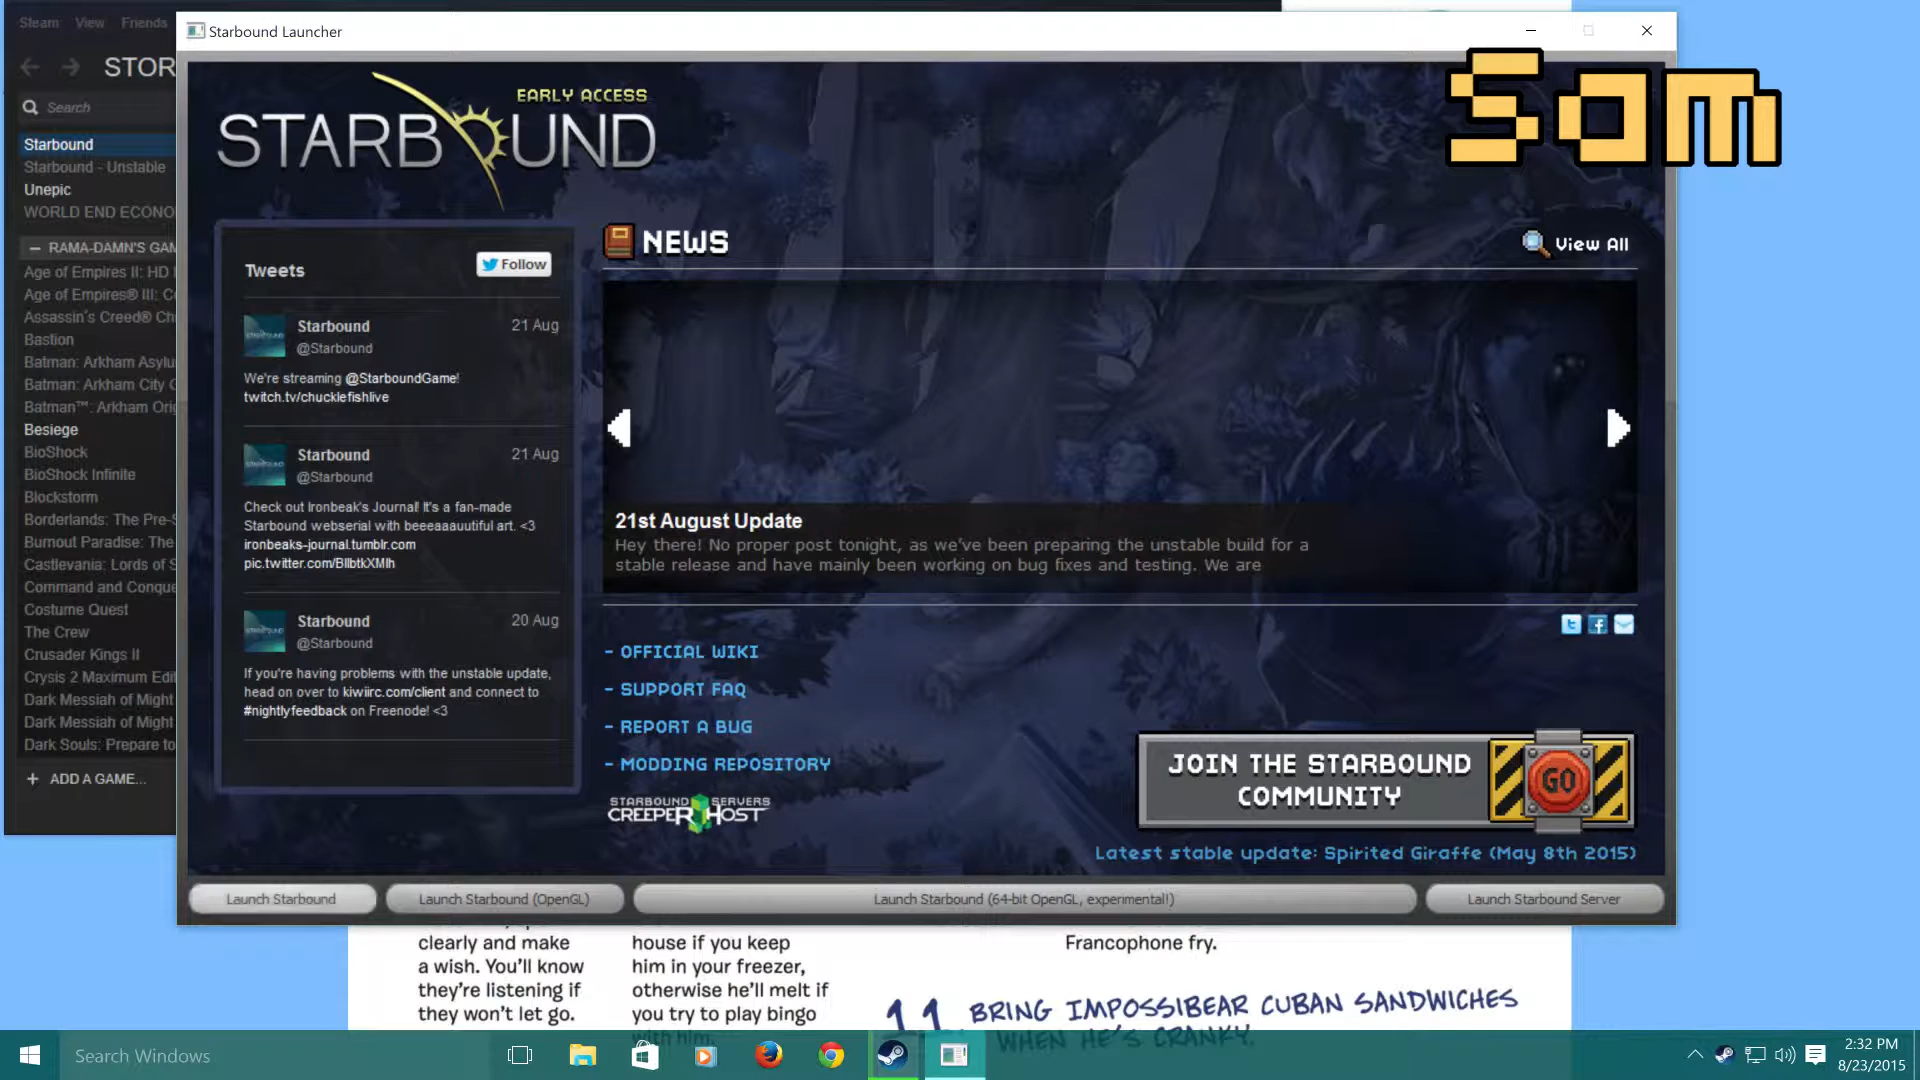 Steam View Friends
Starbound Launcher
STOR
Search
Starbound
Starbound - Unstable
Unepic
WORLD END ECONO
RAMA-DAMN'S GAM
Age of Empires II: HD
Age of Empires® III: C
Assassin's Creed® Ch
Bastion
Batman: Arkham Asylu
Batman: Arkham City
Batman™: Arkham Orig
Besiege
BioShock
BioShock Infinite
Blockstorm
Borderlands: The Pre-S
Burnout Paradise: The
Castlevania: Lords of S
Command and Conque
Costume Quest
The Crew
Crusader Kings II
Crysis 2 Maximum Edit
Dark Messiah of Might
Dark Messiah of Might
Dark Souls: Prepare to
+ ADD A GAME...
EARLY ACCESS
STARBOUND
Sam
Tweets
Follow
Starbound 21 Aug
@Starbound
We're streaming @StarboundGame!
twitch.tv/chucklefishlive
Starbound 21 Aug
@Starbound
Check out Ironbeak's Journal! It's a fan-made
Starbound webserial with beeeaaauutiful art. <3
ironbeaks-journal.tumblr.com
Starbound 20 Aug
@Starbound
If you're having problems with the unstable update,
head on over to kiwiirc.com/client and connect to
#nightlyfeedback on Freenode! <3
NEWS
View All
21st August Update
Hey there! No proper post tonight, as we've been preparing the unstable build for a
stable release and have mainly been working on bug fixes and testing. We are
- OFFICIAL WIKI
- SUPPORT FAQ
- REPORT A BUG
- MODDING REPOSITORY
STARBOUND SERVERS
CREEPERHOST
JOIN THE STARBOUND
COMMUNITY
GO
Latest stable update: Spirited Giraffe (May 8th 2015)
Launch Starbound
Launch Starbound (OpenGL)
Launch Starbound (64-bit OpenGL, experimental!)
Launch Starbound Server
clearly and make
a wish. You'll know
they're listening if
they won't let go.
house if you keep
him in your freezer,
otherwise he'll melt if
you try to play bingo
with him.
Francophone fry.
11 BRING IMPOSSIBEAR CUBAN SANDWICHES
WHEN HE'S CRANKY.
Search Windows
2:32 PM
8/23/2015